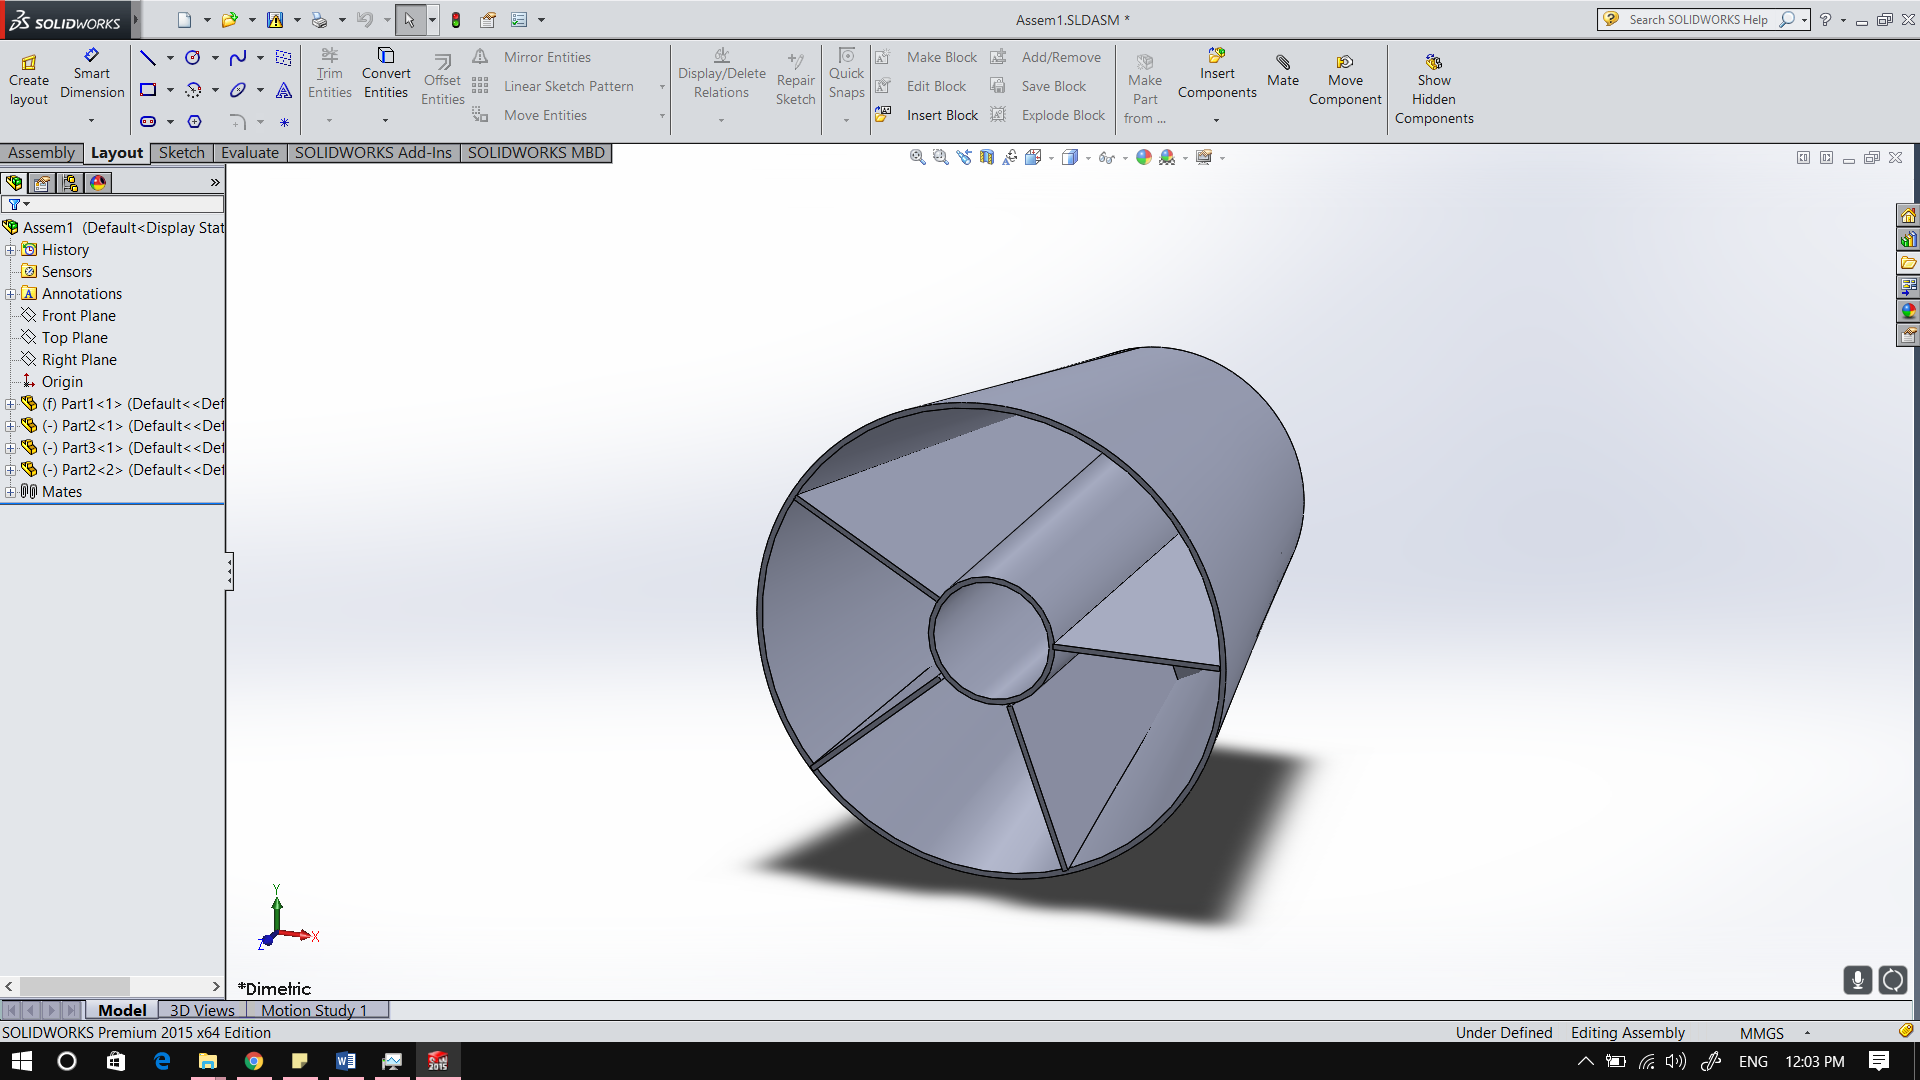 SOLIDWORKS
Assem1.SLDASM *
Search SOLIDWORKS Help
?
Create layout
Smart Dimension
Trim Entities
Convert Entities
Offset Entities
Mirror Entities
Linear Sketch Pattern
Move Entities
Display/Delete Relations
Repair Sketch
Quick Snaps
Make Block
Edit Block
Insert Block
Add/Remove
Save Block
Explode Block
Make Part from ...
Insert Components
Mate
Move Component
Show Hidden Components
Assembly Layout Sketch Evaluate SOLIDWORKS Add-Ins SOLIDWORKS MBD
Assem1 (Default<Display Stat
History
Sensors
Annotations
Front Plane
Top Plane
Right Plane
Origin
(f) Part1<1> (Default<<Def
(-) Part2<1> (Default<<Def
(-) Part3<1> (Default<<Def
(-) Part2<2> (Default<<Def
Mates
Y
X
Z
*Dimetric
Model 3D Views Motion Study 1
SOLIDWORKS Premium 2015 x64 Edition
Under Defined Editing Assembly MMGS
ENG 12:03 PM